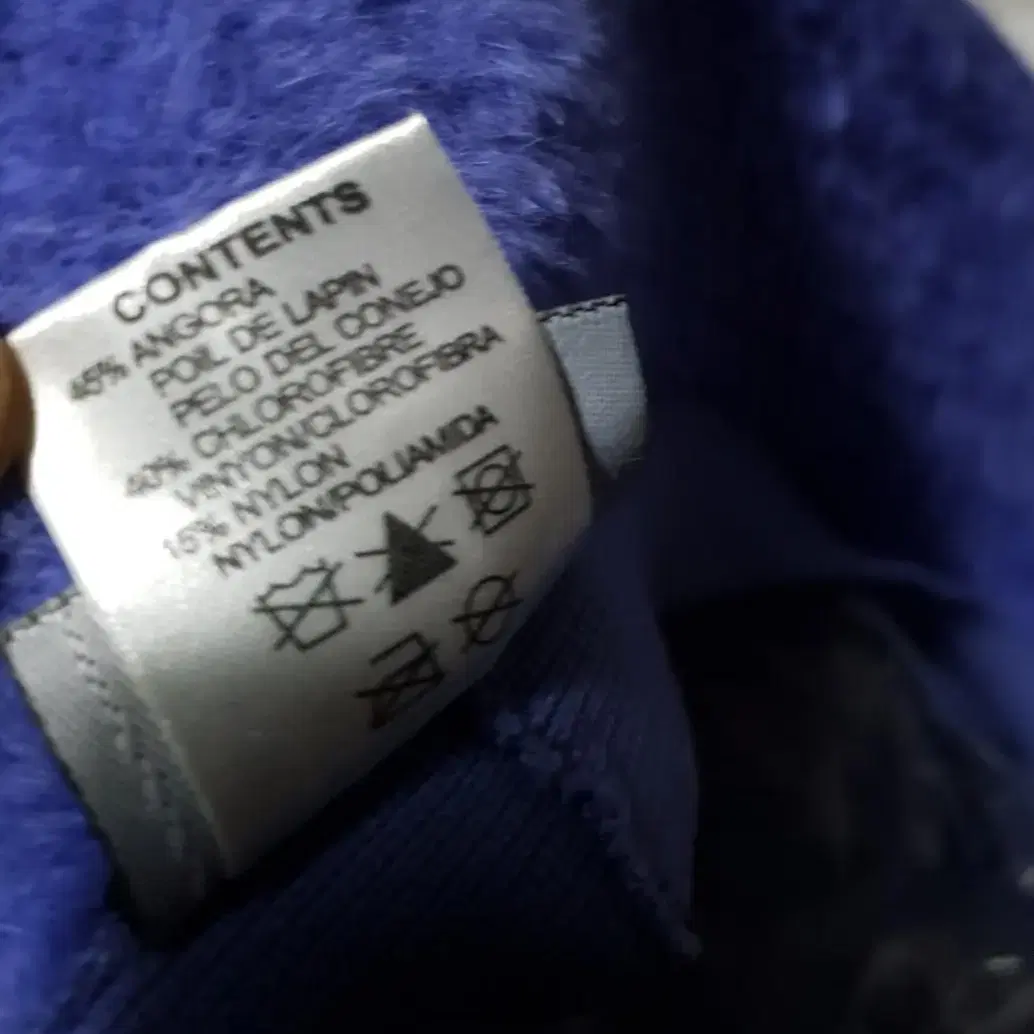 CONTENTS
45% ANGORA
POIL DE LAPIN
PELO DEL CONEJO
40% CHLOROFIBRE
VINYON/CLOROFIBRA
15% NYLON
NYLON/POLIAMIDA